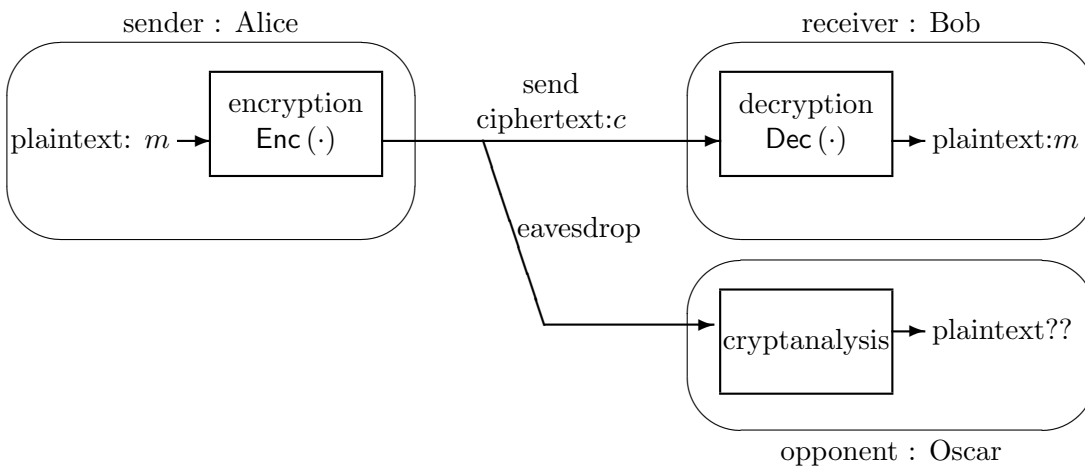 sender : Alice
receiver : Bob
plaintext: m
encryption
Enc (·)
send
ciphertext:c
decryption
Dec (·)
plaintext:m
eavesdrop
cryptanalysis
plaintext??
opponent : Oscar